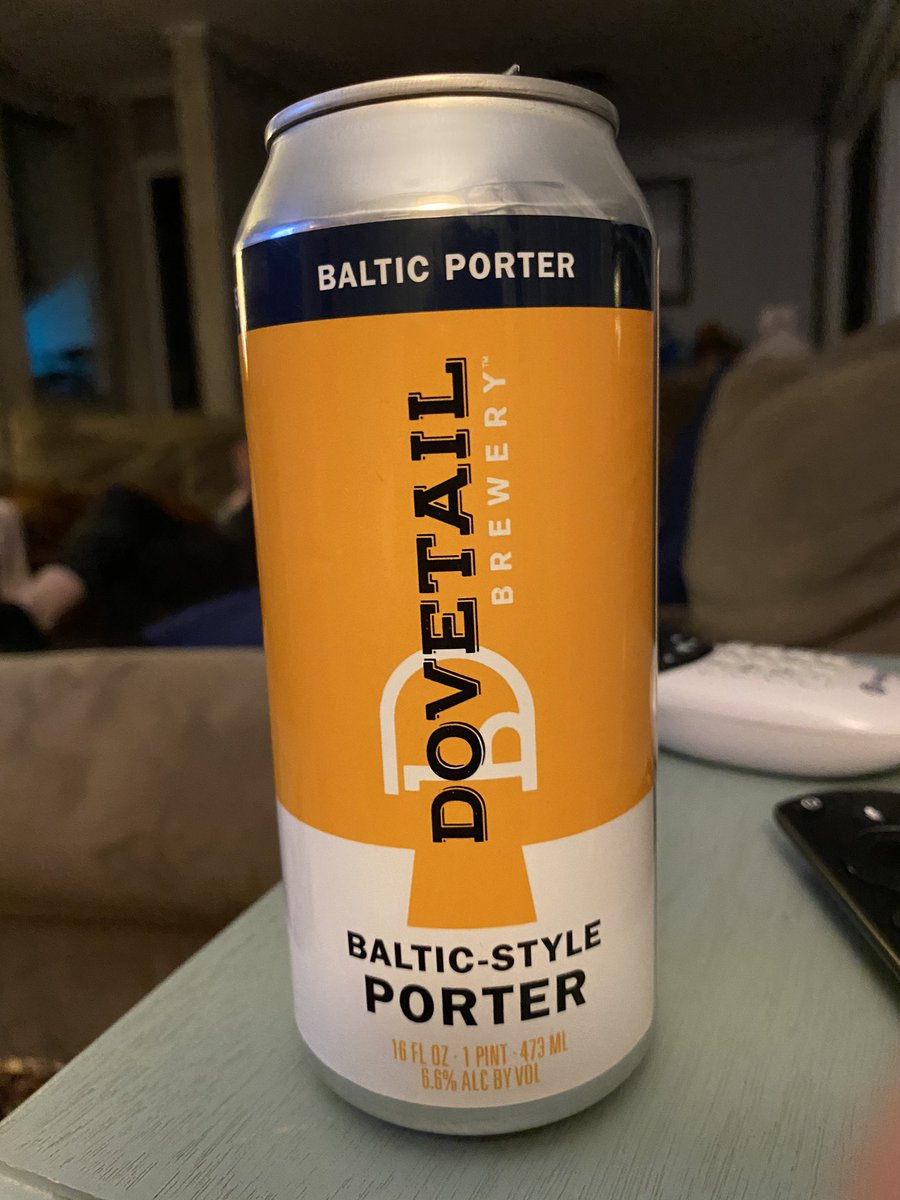 BALTIC PORTER
DOVETAIL
BREWERY™
BALTIC-STYLE
PORTER
16 FL OZ · 1 PINT · 473 ML
6.6% ALC BY VOL